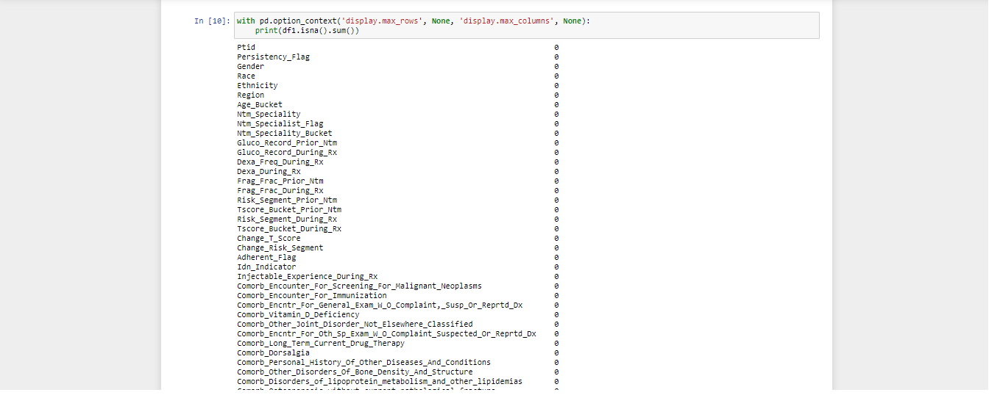 In [10]: with pd.option_context('display.max_rows', None, 'display.max_columns', None):
    print(df1.isna().sum())
Ptid 0
Persistency_Flag 0
Gender 0
Race 0
Ethnicity 0
Region 0
Age_Bucket 0
Ntm_Speciality 0
Ntm_Specialist_Flag 0
Ntm_Speciality_Bucket 0
Gluco_Record_Prior_Ntm 0
Gluco_Record_During_Rx 0
Dexa_Freq_During_Rx 0
Dexa_During_Rx 0
Frag_Frac_Prior_Ntm 0
Frag_Frac_During_Rx 0
Risk_Segment_Prior_Ntm 0
Tscore_Bucket_Prior_Ntm 0
Risk_Segment_During_Rx 0
Tscore_Bucket_During_Rx 0
Change_T_Score 0
Change_Risk_Segment 0
Adherent_Flag 0
Idn_Indicator 0
Injectable_Experience_During_Rx 0
Comorb_Encounter_For_Screening_For_Malignant_Neoplasms 0
Comorb_Encounter_For_Immunization 0
Comorb_Encntr_For_General_Exam_W_O_Complaint,_Susp_Or_Reprtd_Dx 0
Comorb_Vitamin_D_Deficiency 0
Comorb_Other_Joint_Disorder_Not_Elsewhere_Classified 0
Comorb_Encntr_For_Oth_Sp_Exam_W_O_Complaint_Suspected_Or_Reprtd_Dx 0
Comorb_Long_Term_Current_Drug_Therapy 0
Comorb_Dorsalgia 0
Comorb_Personal_History_Of_Other_Diseases_And_Conditions 0
Comorb_Other_Disorders_Of_Bone_Density_And_Structure 0
Comorb_Disorders_of_lipoprotein_metabolism_and_other_lipidemias 0